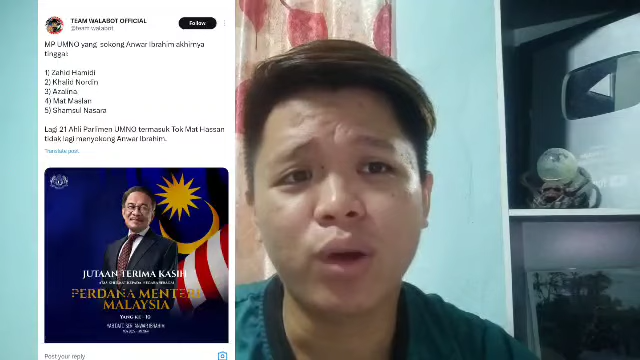 TEAM WALABOT OFFICIAL
@team walabot
Follow
MP UMNO yang sokong Anwar Ibrahim akhirnya
tinggal:
1) Zahid Hamidi
2) Khalid Nordin
3) Azalina
4) Mat Maslan
5) Shamsul Nasara
Lagi 21 Ahli Parlimen UMNO termasuk Tok Mat Hassan
tidak lagi menyokong Anwar Ibrahim.
Translate post
JUTAAN TERIMA KASIH
PERDANA MENTERI
MALAYSIA
YANG KE - 10
Post your reply